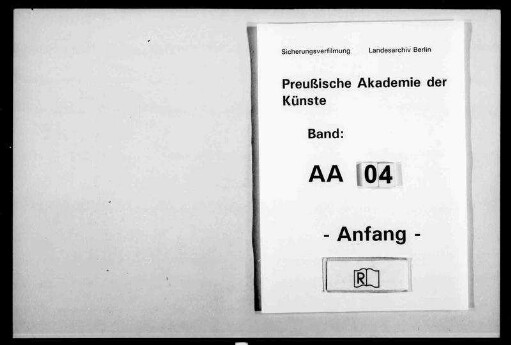 Sicherungsverfilmung Landesarchiv Berlin
Preußische Akademie der
Künste
Band:
AA 04
- Anfang -
R